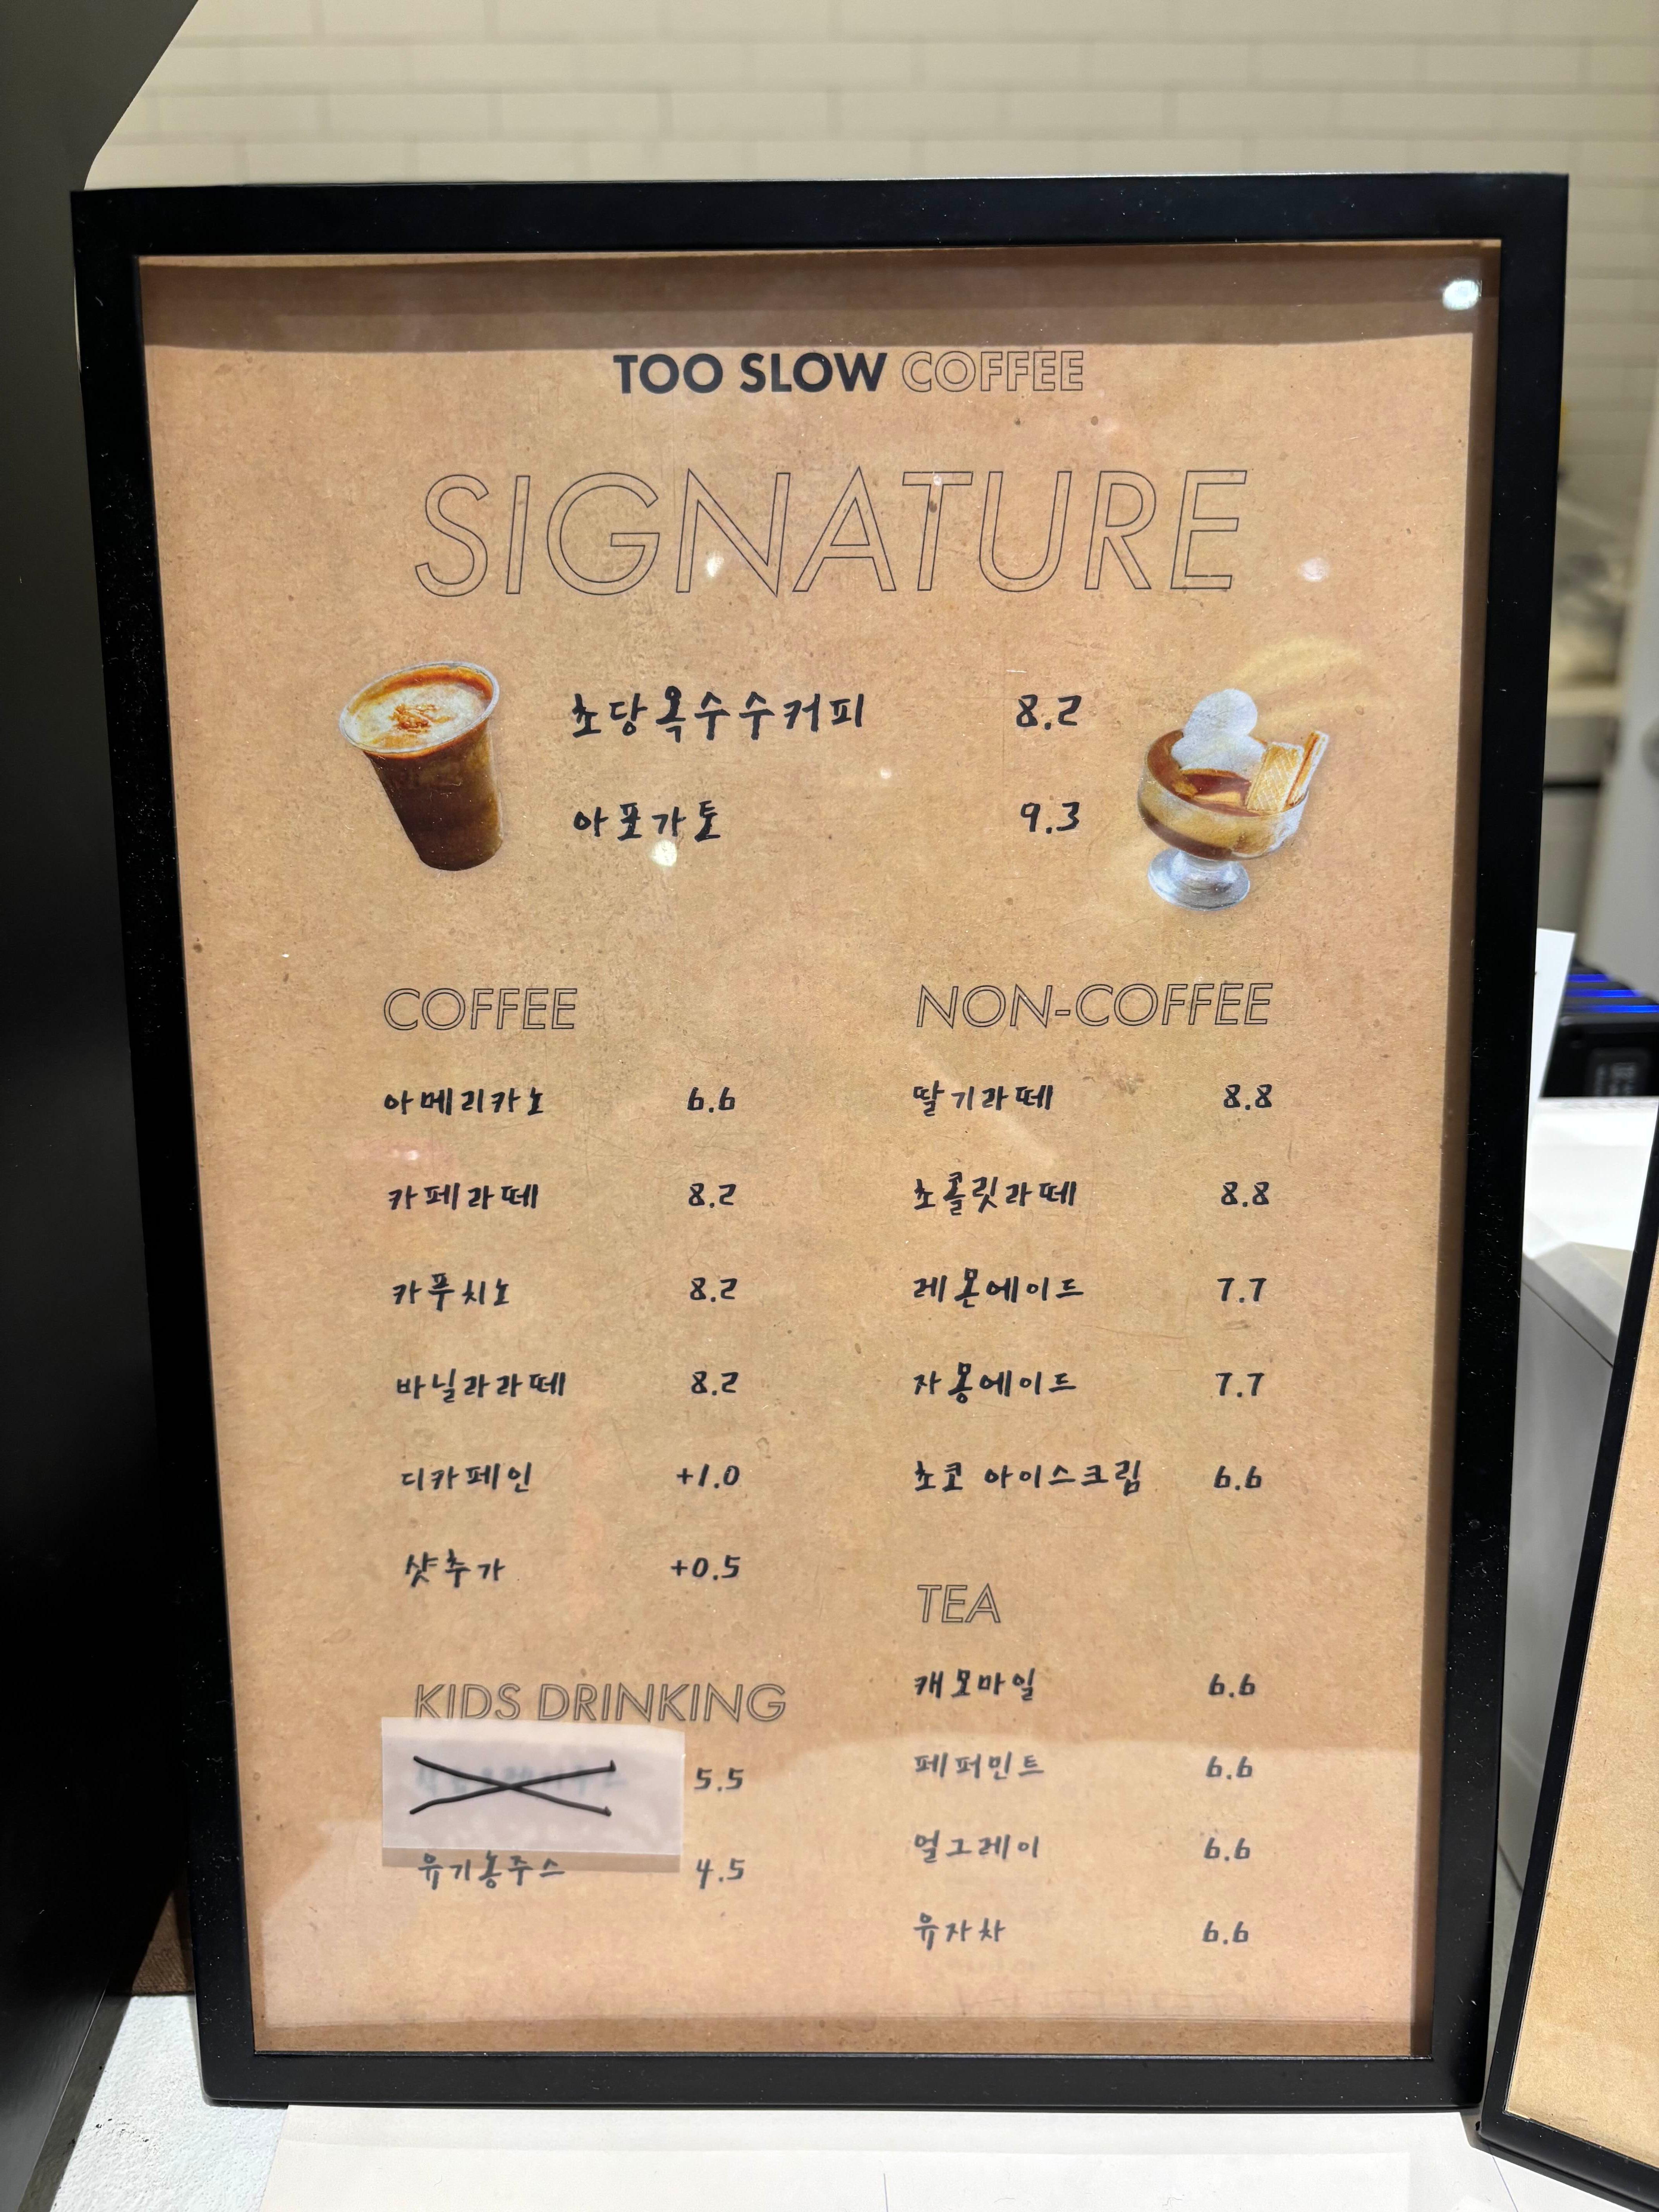 TOO SLOW COFFEE
SIGNATURE
초당옥수수커피 8.2
아포가토 9.3
COFFEE
아메리카노 6.6
카페라떼 8.2
카푸치노 8.2
바닐라라떼 8.2
디카페인 +1.0
샷추가 +0.5
KIDS DRINKING
5.5
유기농주스 4.5
NON-COFFEE
딸기라떼 8.8
초콜릿라떼 8.8
레몬에이드 7.7
자몽에이드 7.7
초코 아이스크림 6.6
TEA
캐모마일 6.6
페퍼민트 6.6
얼그레이 6.6
유자차 6.6